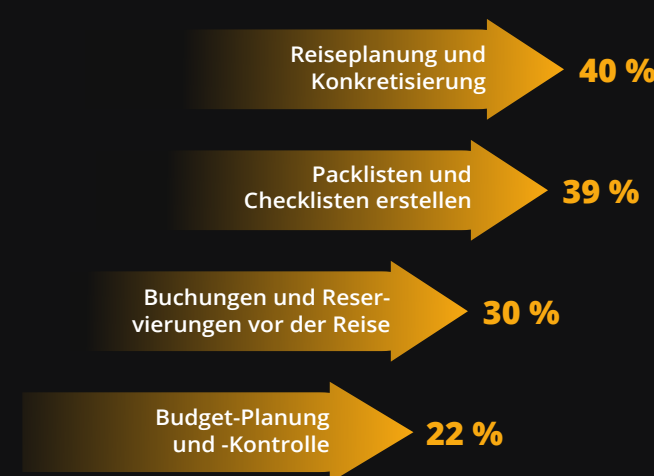 Reiseplanung und
Konkretisierung
40 %
Packlisten und
Checklisten erstellen
39 %
Buchungen und Reser-
vierungen vor der Reise
30 %
Budget-Planung
und -Kontrolle
22 %